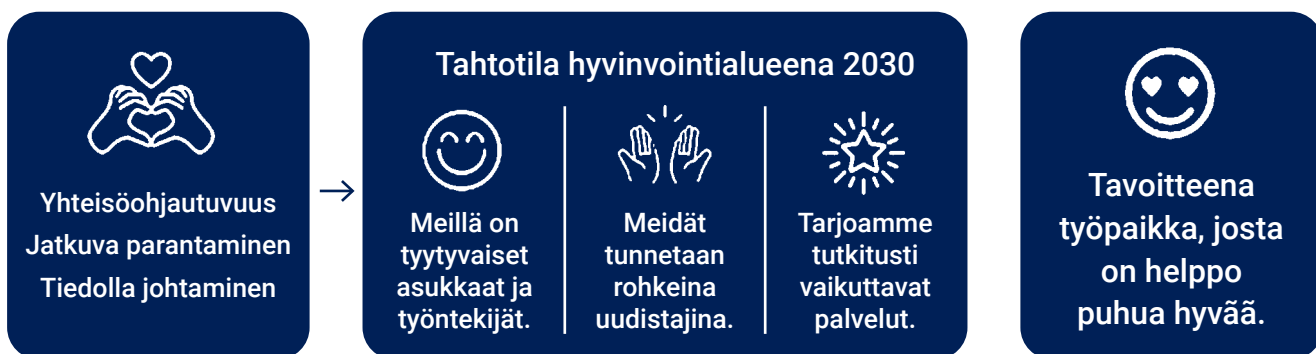 Yhteisöohjautuvuus
Jatkuva parantaminen
Tiedolla johtaminen
Tahtotila hyvinvointialueena 2030
Meillä on
tyytyvaiset
asukkaat ja
työntekijät.
Meidät
tunnetaan
rohkeina
uudistajina.
Tarjoamme
tutkitusti
vaikuttavat
palvelut.
Tavoitteena
työpaikka, josta
on helppo
puhua hyvää.